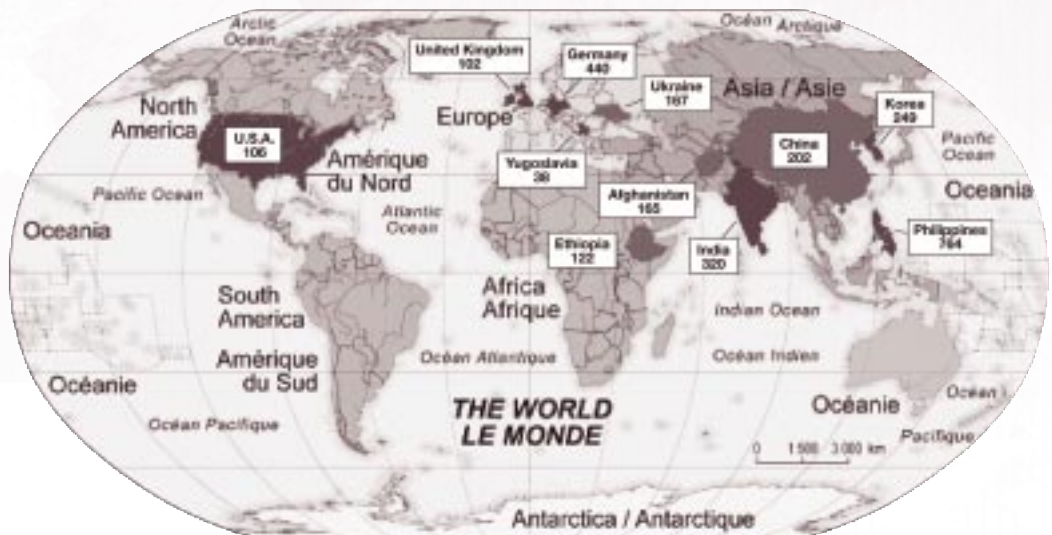 Arctic
Ocean
Océan
Arctique
United Kingdom
102
Germany
440
Ukraine
167
Asia / Asie
Korea
249
North
America
Europe
U.S.A.
106
China
202
Pacific
Ocean
Amérique
du Nord
Yugoslavia
38
Afghanistan
165
Pacific Ocean
Oceania
Atlantic
Ocean
Oceania
Philippines
764
Ethiopia
122
India
320
Africa
Afrique
South
America
Indian Ocean
Océan Atlantique
Océan Indien
Amérique
du Sud
Océanie
Océanie
Océan
Pacifique
Océan Pacifique
THE WORLD
LE MONDE
0 1 500 3 000 km
Antarctica / Antarctique